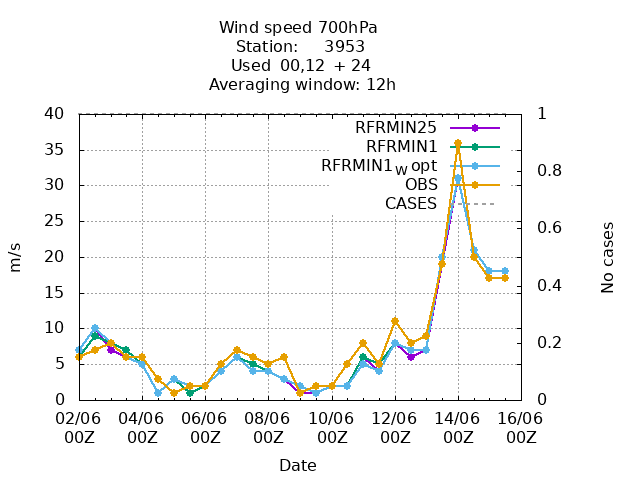 Wind speed 700hPa
Station: 3953
Used 00,12 + 24
Averaging window: 12h
40 1
RFRMIN25
35 RFRMIN1
RFRMIN1w opt 0.8
30 OBS
CASES
25 0.6
m/s 20 No cases
15 0.4
10 0.2
5
0 0
02/06 04/06 06/06 08/06 10/06 12/06 14/06 16/06
00Z 00Z 00Z 00Z 00Z 00Z 00Z 00Z
Date